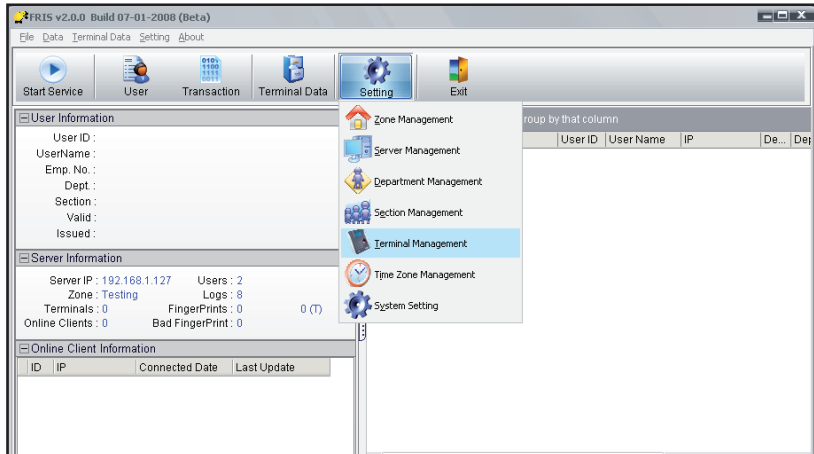 FRIS v2.0.0 Build 07-01-2008 (Beta)
File Data Terminal Data Setting About
Start Service User Transaction Terminal Data Setting Exit
User Information
User ID :
UserName :
Emp. No. :
Dept. :
Section :
Valid :
Issued :
Server Information
Server IP : 192.168.1.127 Users : 2
Zone : Testing Logs : 8
Terminals : 0 FingerPrints : 0 0 (T)
Online Clients : 0 Bad FingerPrint : 0
Online Client Information
ID IP Connected Date Last Update
Zone Management
Server Management
Department Management
Section Management
Terminal Management
Time Zone Management
System Setting
roup by that column
User ID User Name IP De... Dep